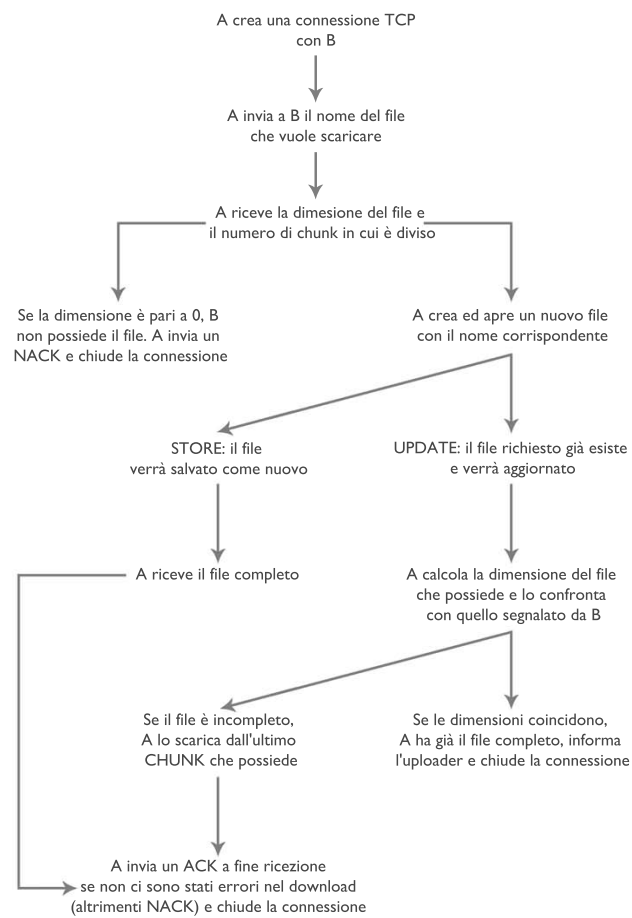 A crea una connessione TCP
con B
A invia a B il nome del file
che vuole scaricare
A riceve la dimesione del file e
il numero di chunk in cui è diviso
Se la dimensione è pari a 0, B
non possiede il file. A invia un
NACK e chiude la connessione
A crea ed apre un nuovo file
con il nome corrispondente
STORE: il file
verrà salvato come nuovo
UPDATE: il file richiesto già esiste
e verrà aggiornato
A riceve il file completo
A calcola la dimensione del file
che possiede e lo confronta
con quello segnalato da B
Se il file è incompleto,
A lo scarica dall'ultimo
CHUNK che possiede
Se le dimensioni coincidono,
A ha già il file completo, informa
l'uploader e chiude la connessione
A invia un ACK a fine ricezione
se non ci sono stati errori nel download
(altrimenti NACK) e chiude la connessione